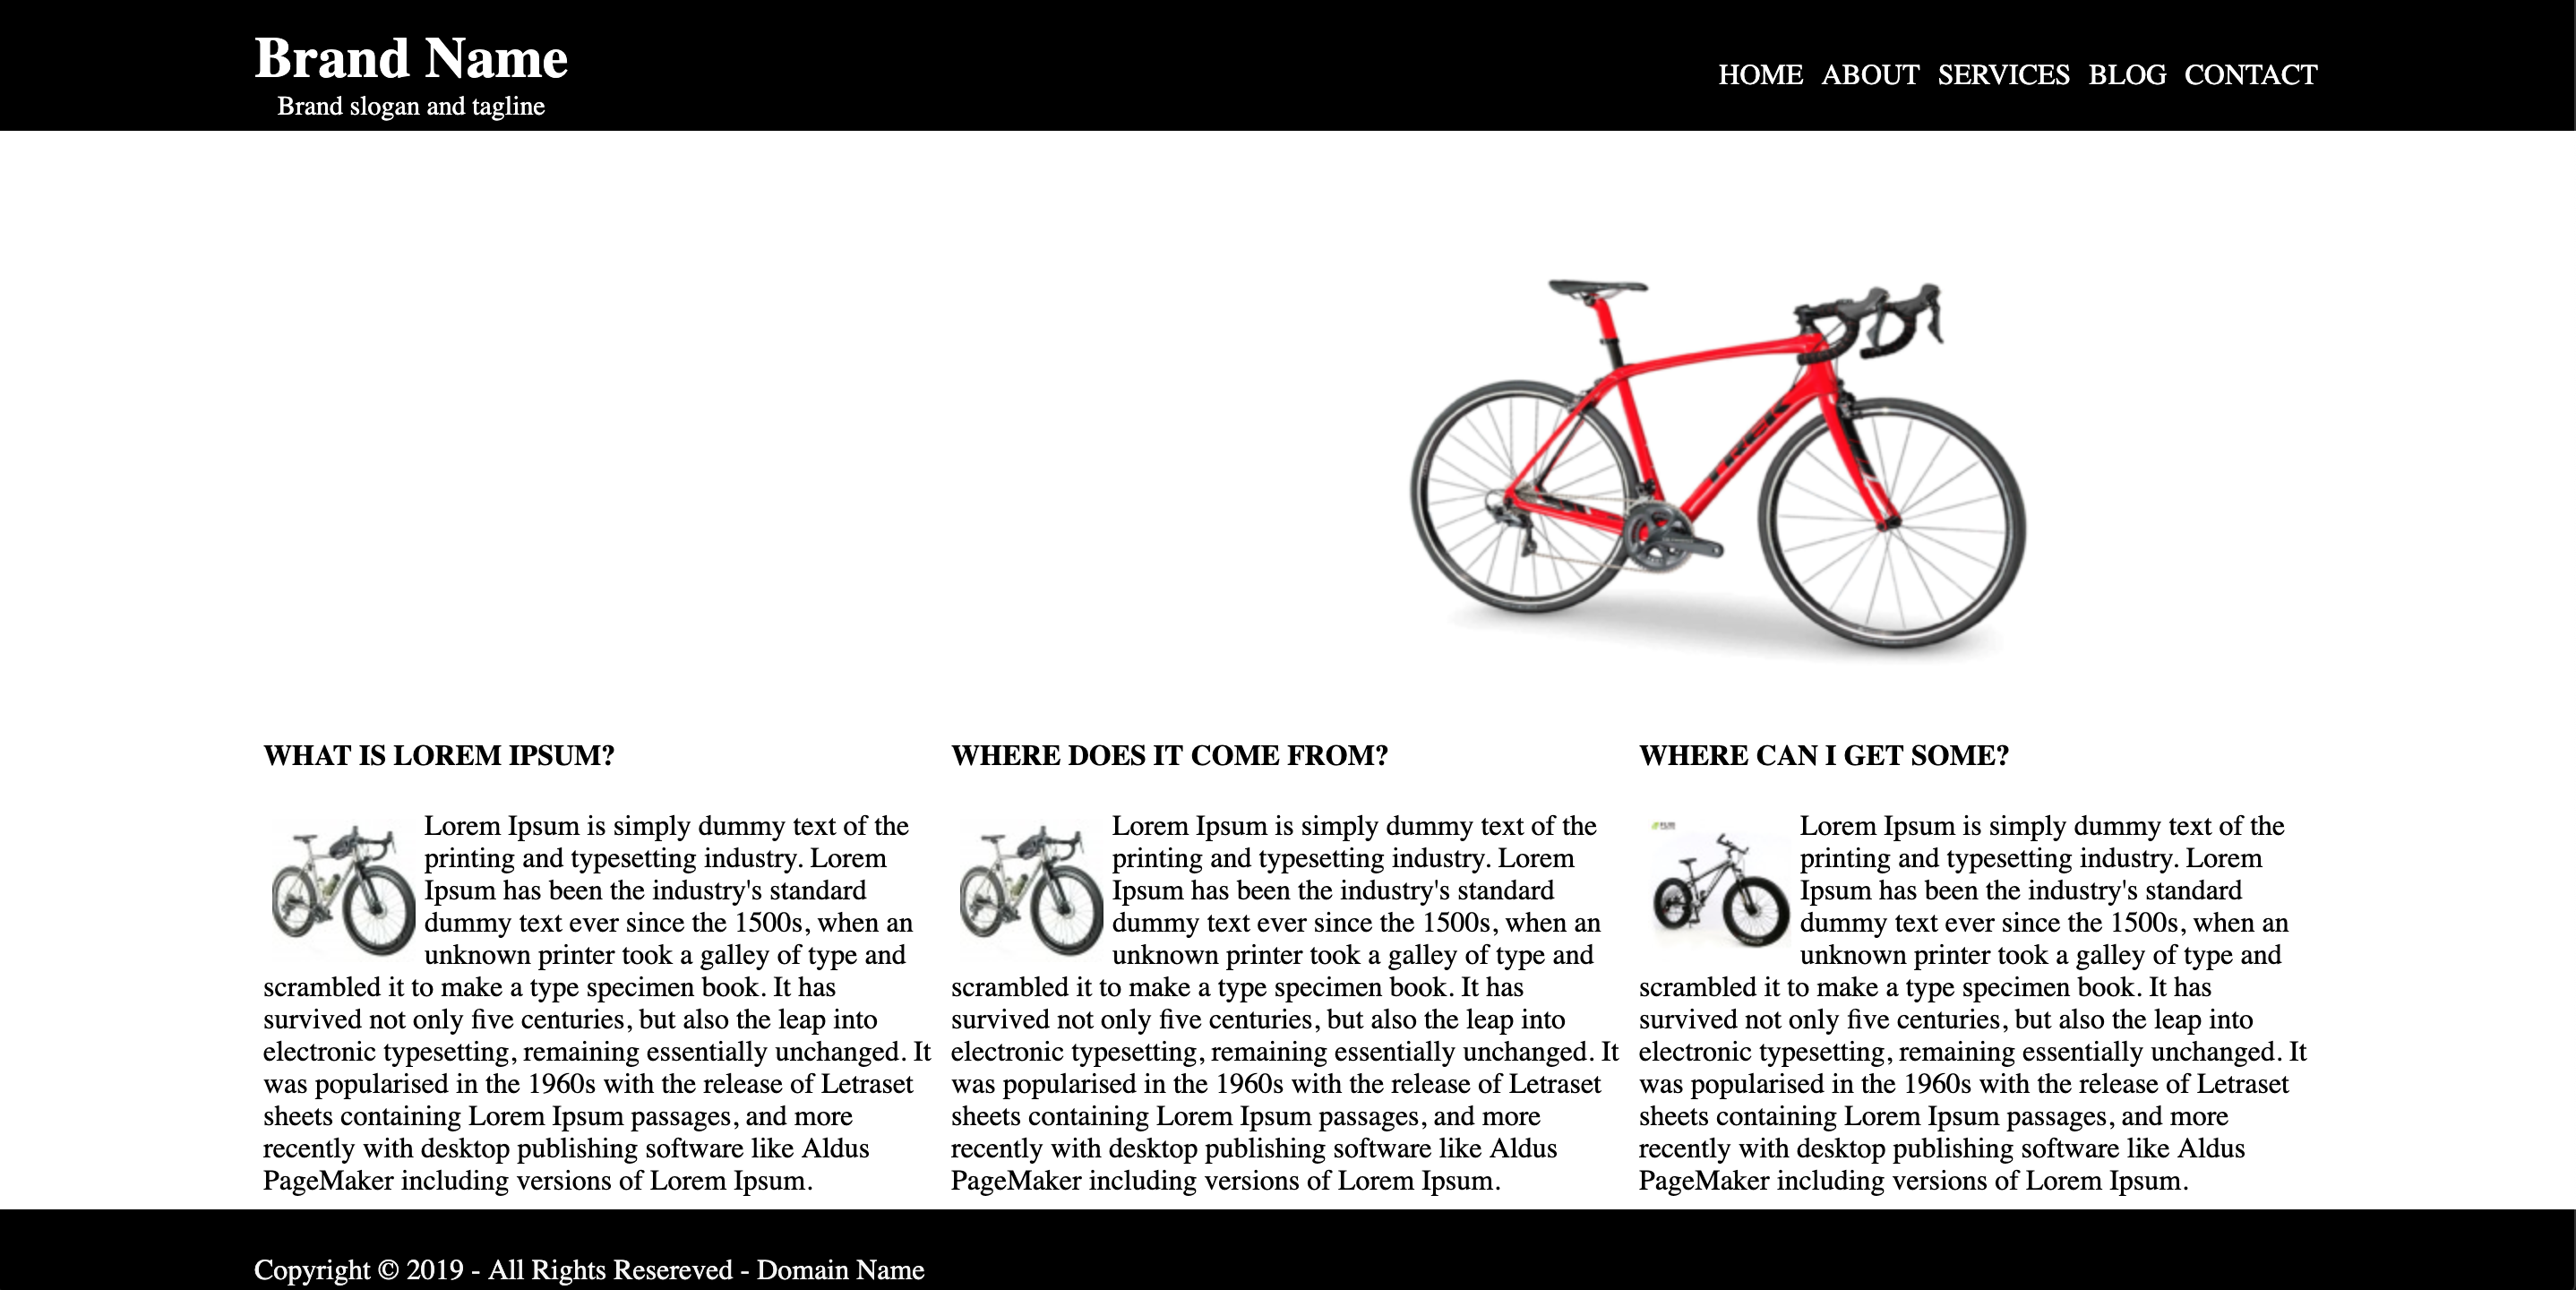 Brand Name
Brand slogan and tagline
HOME ABOUT SERVICES BLOG CONTACT
TREK
WHAT IS LOREM IPSUM?
Lorem Ipsum is simply dummy text of the
printing and typesetting industry. Lorem
Ipsum has been the industry's standard
dummy text ever since the 1500s, when an
unknown printer took a galley of type and
scrambled it to make a type specimen book. It has
survived not only five centuries, but also the leap into
electronic typesetting, remaining essentially unchanged. It
was popularised in the 1960s with the release of Letraset
sheets containing Lorem Ipsum passages, and more
recently with desktop publishing software like Aldus
PageMaker including versions of Lorem Ipsum.
WHERE DOES IT COME FROM?
Lorem Ipsum is simply dummy text of the
printing and typesetting industry. Lorem
Ipsum has been the industry's standard
dummy text ever since the 1500s, when an
unknown printer took a galley of type and
scrambled it to make a type specimen book. It has
survived not only five centuries, but also the leap into
electronic typesetting, remaining essentially unchanged. It
was popularised in the 1960s with the release of Letraset
sheets containing Lorem Ipsum passages, and more
recently with desktop publishing software like Aldus
PageMaker including versions of Lorem Ipsum.
WHERE CAN I GET SOME?
Lorem Ipsum is simply dummy text of the
printing and typesetting industry. Lorem
Ipsum has been the industry's standard
dummy text ever since the 1500s, when an
unknown printer took a galley of type and
scrambled it to make a type specimen book. It has
survived not only five centuries, but also the leap into
electronic typesetting, remaining essentially unchanged. It
was popularised in the 1960s with the release of Letraset
sheets containing Lorem Ipsum passages, and more
recently with desktop publishing software like Aldus
PageMaker including versions of Lorem Ipsum.
Copyright © 2019 - All Rights Resereved - Domain Name